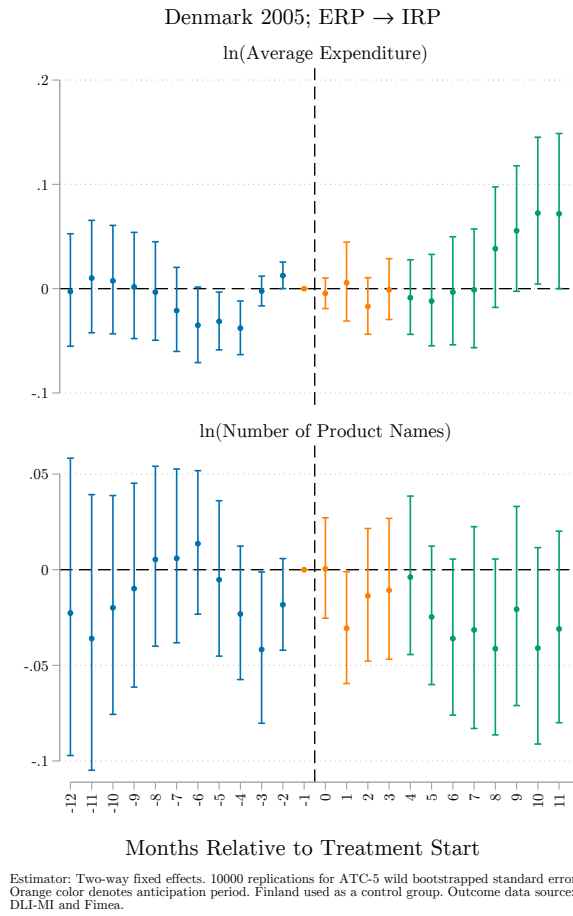 Denmark 2005; ERP → IRP
ln(Average Expenditure)
.2
.1
0
-.1
ln(Number of Product Names)
.05
0
-.05
-.1
-12 -11 -10 -9 -8 -7 -6 -5 -4 -3 -2 -1 0 1 2 3 4 5 6 7 8 9 10 11
Months Relative to Treatment Start
Estimator: Two-way fixed effects. 10000 replications for ATC-5 wild bootstrapped standard error
Orange color denotes anticipation period. Finland used as a control group. Outcome data source:
DLI-MI and Fimea.